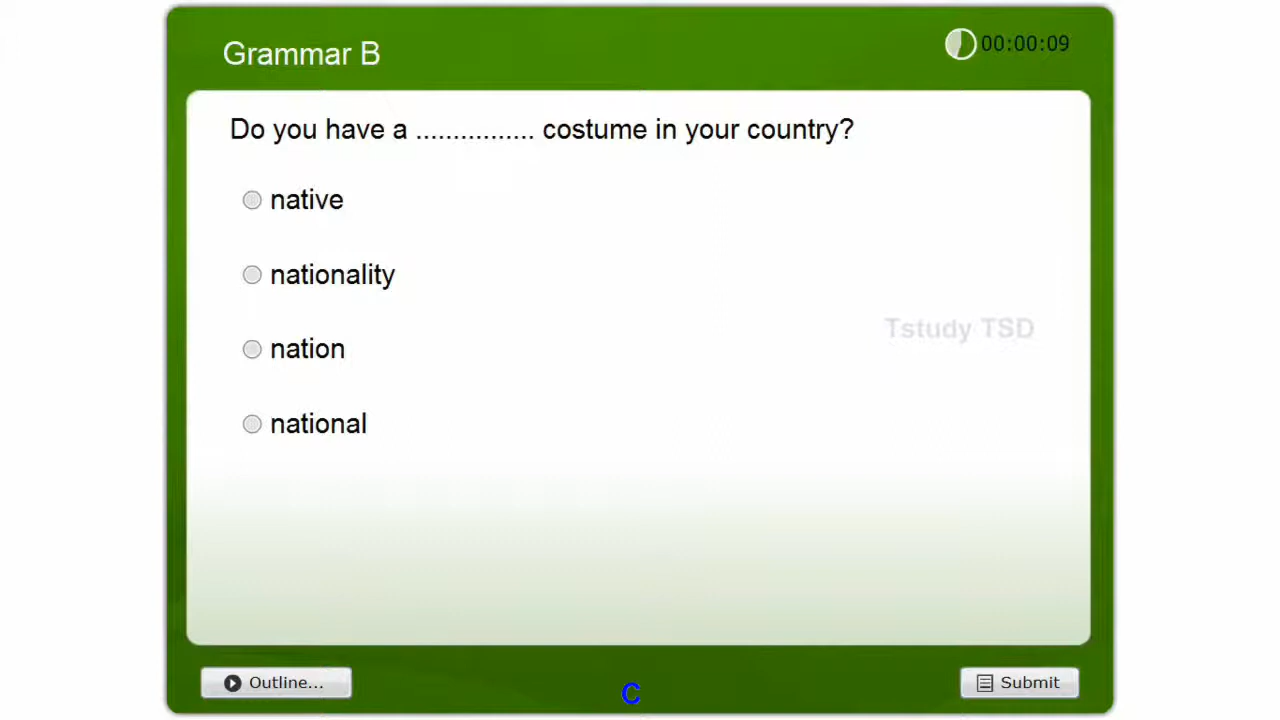 Grammar B
00:00:09
Do you have a ................ costume in your country?
native
nationality
nation
national
Tstudy TSD
Outline...
C
Submit